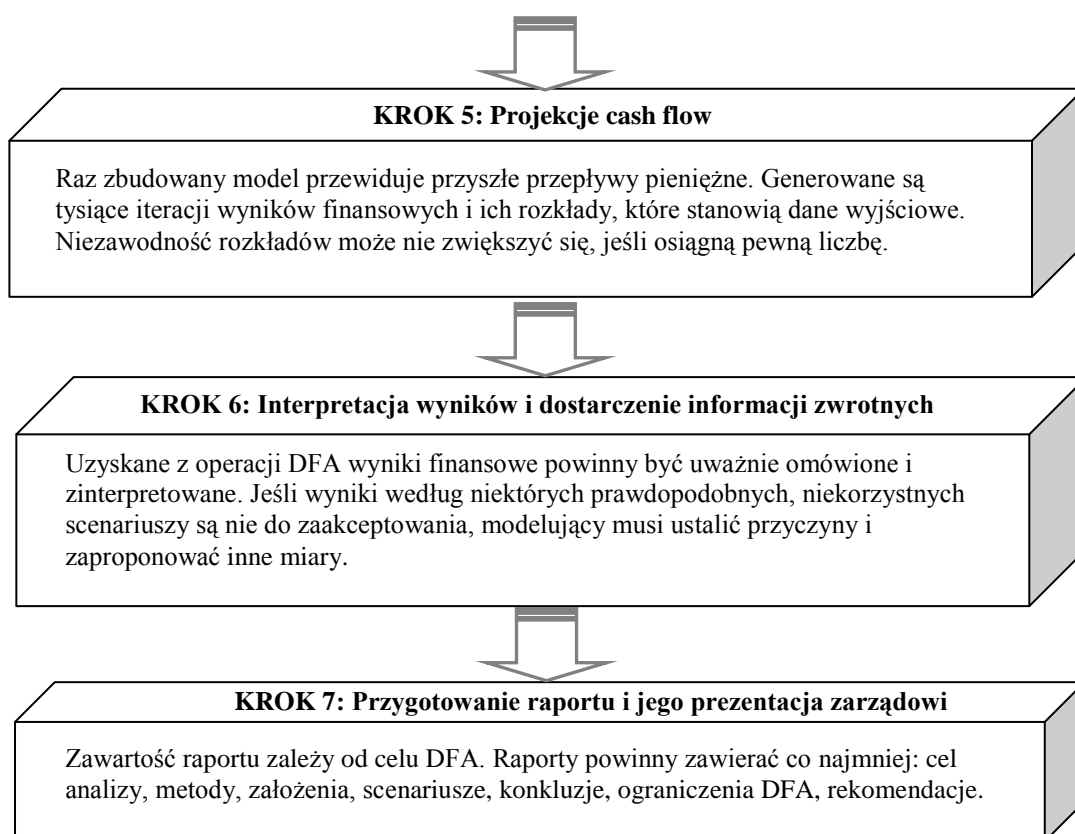 KROK 5: Projekcje cash flow
Raz zbudowany model przewiduje przyszłe przepływy pieniężne. Generowane są
tysiące iteracji wyników finansowych i ich rozkłady, które stanowią dane wyjściowe.
Niezawodność rozkładów może nie zwiększyć się, jeśli osiągną pewną liczbę.
KROK 6: Interpretacja wyników i dostarczenie informacji zwrotnych
Uzyskane z operacji DFA wyniki finansowe powinny być uważnie omówione i
zinterpretowane. Jeśli wyniki według niektórych prawdopodobnych, niekorzystnych
scenariuszy są nie do zaakceptowania, modelujący musi ustalić przyczyny i
zaproponować inne miary.
KROK 7: Przygotowanie raportu i jego prezentacja zarządowi
Zawartość raportu zależy od celu DFA. Raporty powinny zawierać co najmniej: cel
analizy, metody, założenia, scenariusze, konkluzje, ograniczenia DFA, rekomendacje.